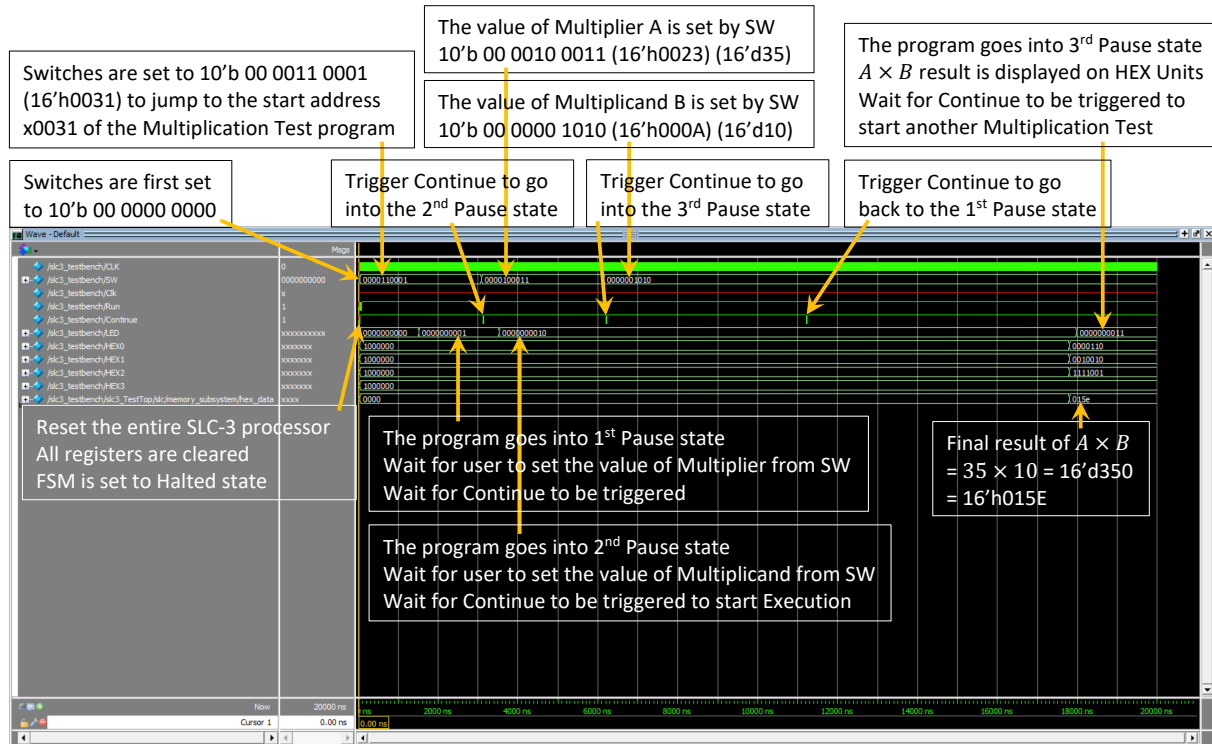 The value of Multiplier A is set by SW
10’b 00 0010 0011 (16’h0023) (16’d35)
The program goes into 3rd Pause state
A × B result is displayed on HEX Units
Wait for Continue to be triggered to
start another Multiplication Test
Switches are set to 10’b 00 0011 0001
(16’h0031) to jump to the start address
x0031 of the Multiplication Test program
The value of Multiplicand B is set by SW
10’b 00 0000 1010 (16’h000A) (16’d10)
Switches are first set
to 10’b 00 0000 0000
Trigger Continue to go
into the 2nd Pause state
Trigger Continue to go
into the 3rd Pause state
Trigger Continue to go
back to the 1st Pause state
Wave - Default
Msgs
/slc3_testbench/CLK 0
/slc3_testbench/SW 0000000000 0000110001 0000100011 0000001010
/slc3_testbench/Clk x
/slc3_testbench/Run 1
/slc3_testbench/Continue 1
/slc3_testbench/LED xxxxxxxxxx 0000000000 0000000001 0000000010 0000000011
/slc3_testbench/HEX0 xxxxxxx 1000000 0000110
/slc3_testbench/HEX1 xxxxxxx 1000000 0010010
/slc3_testbench/HEX2 xxxxxxx 1000000 1111001
/slc3_testbench/HEX3 xxxxxxx 1000000
/slc3_testbench/slc3_TestTop/slc/memory_subsystem/hex_data xxxx 0000 015e
Reset the entire SLC-3 processor
All registers are cleared
FSM is set to Halted state
The program goes into 1st Pause state
Wait for user to set the value of Multiplier from SW
Wait for Continue to be triggered
Final result of A × B
= 35 × 10 = 16’d350
= 16’h015E
The program goes into 2nd Pause state
Wait for user to set the value of Multiplicand from SW
Wait for Continue to be triggered to start Execution
Now 20000 ns ns 2000 ns 4000 ns 6000 ns 8000 ns 10000 ns 12000 ns 14000 ns 16000 ns 18000 ns 20000 ns
Cursor 1 0.00 ns 0.00 ns